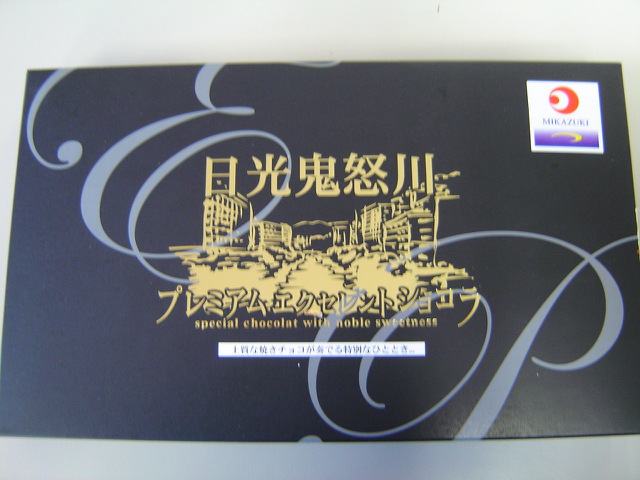 MIKAZUKI
日光鬼怒川
プレミアムエクセレントショコラ
special chocolat with noble sweetness
上質な焼きチョコが奏でる特別なひととき。